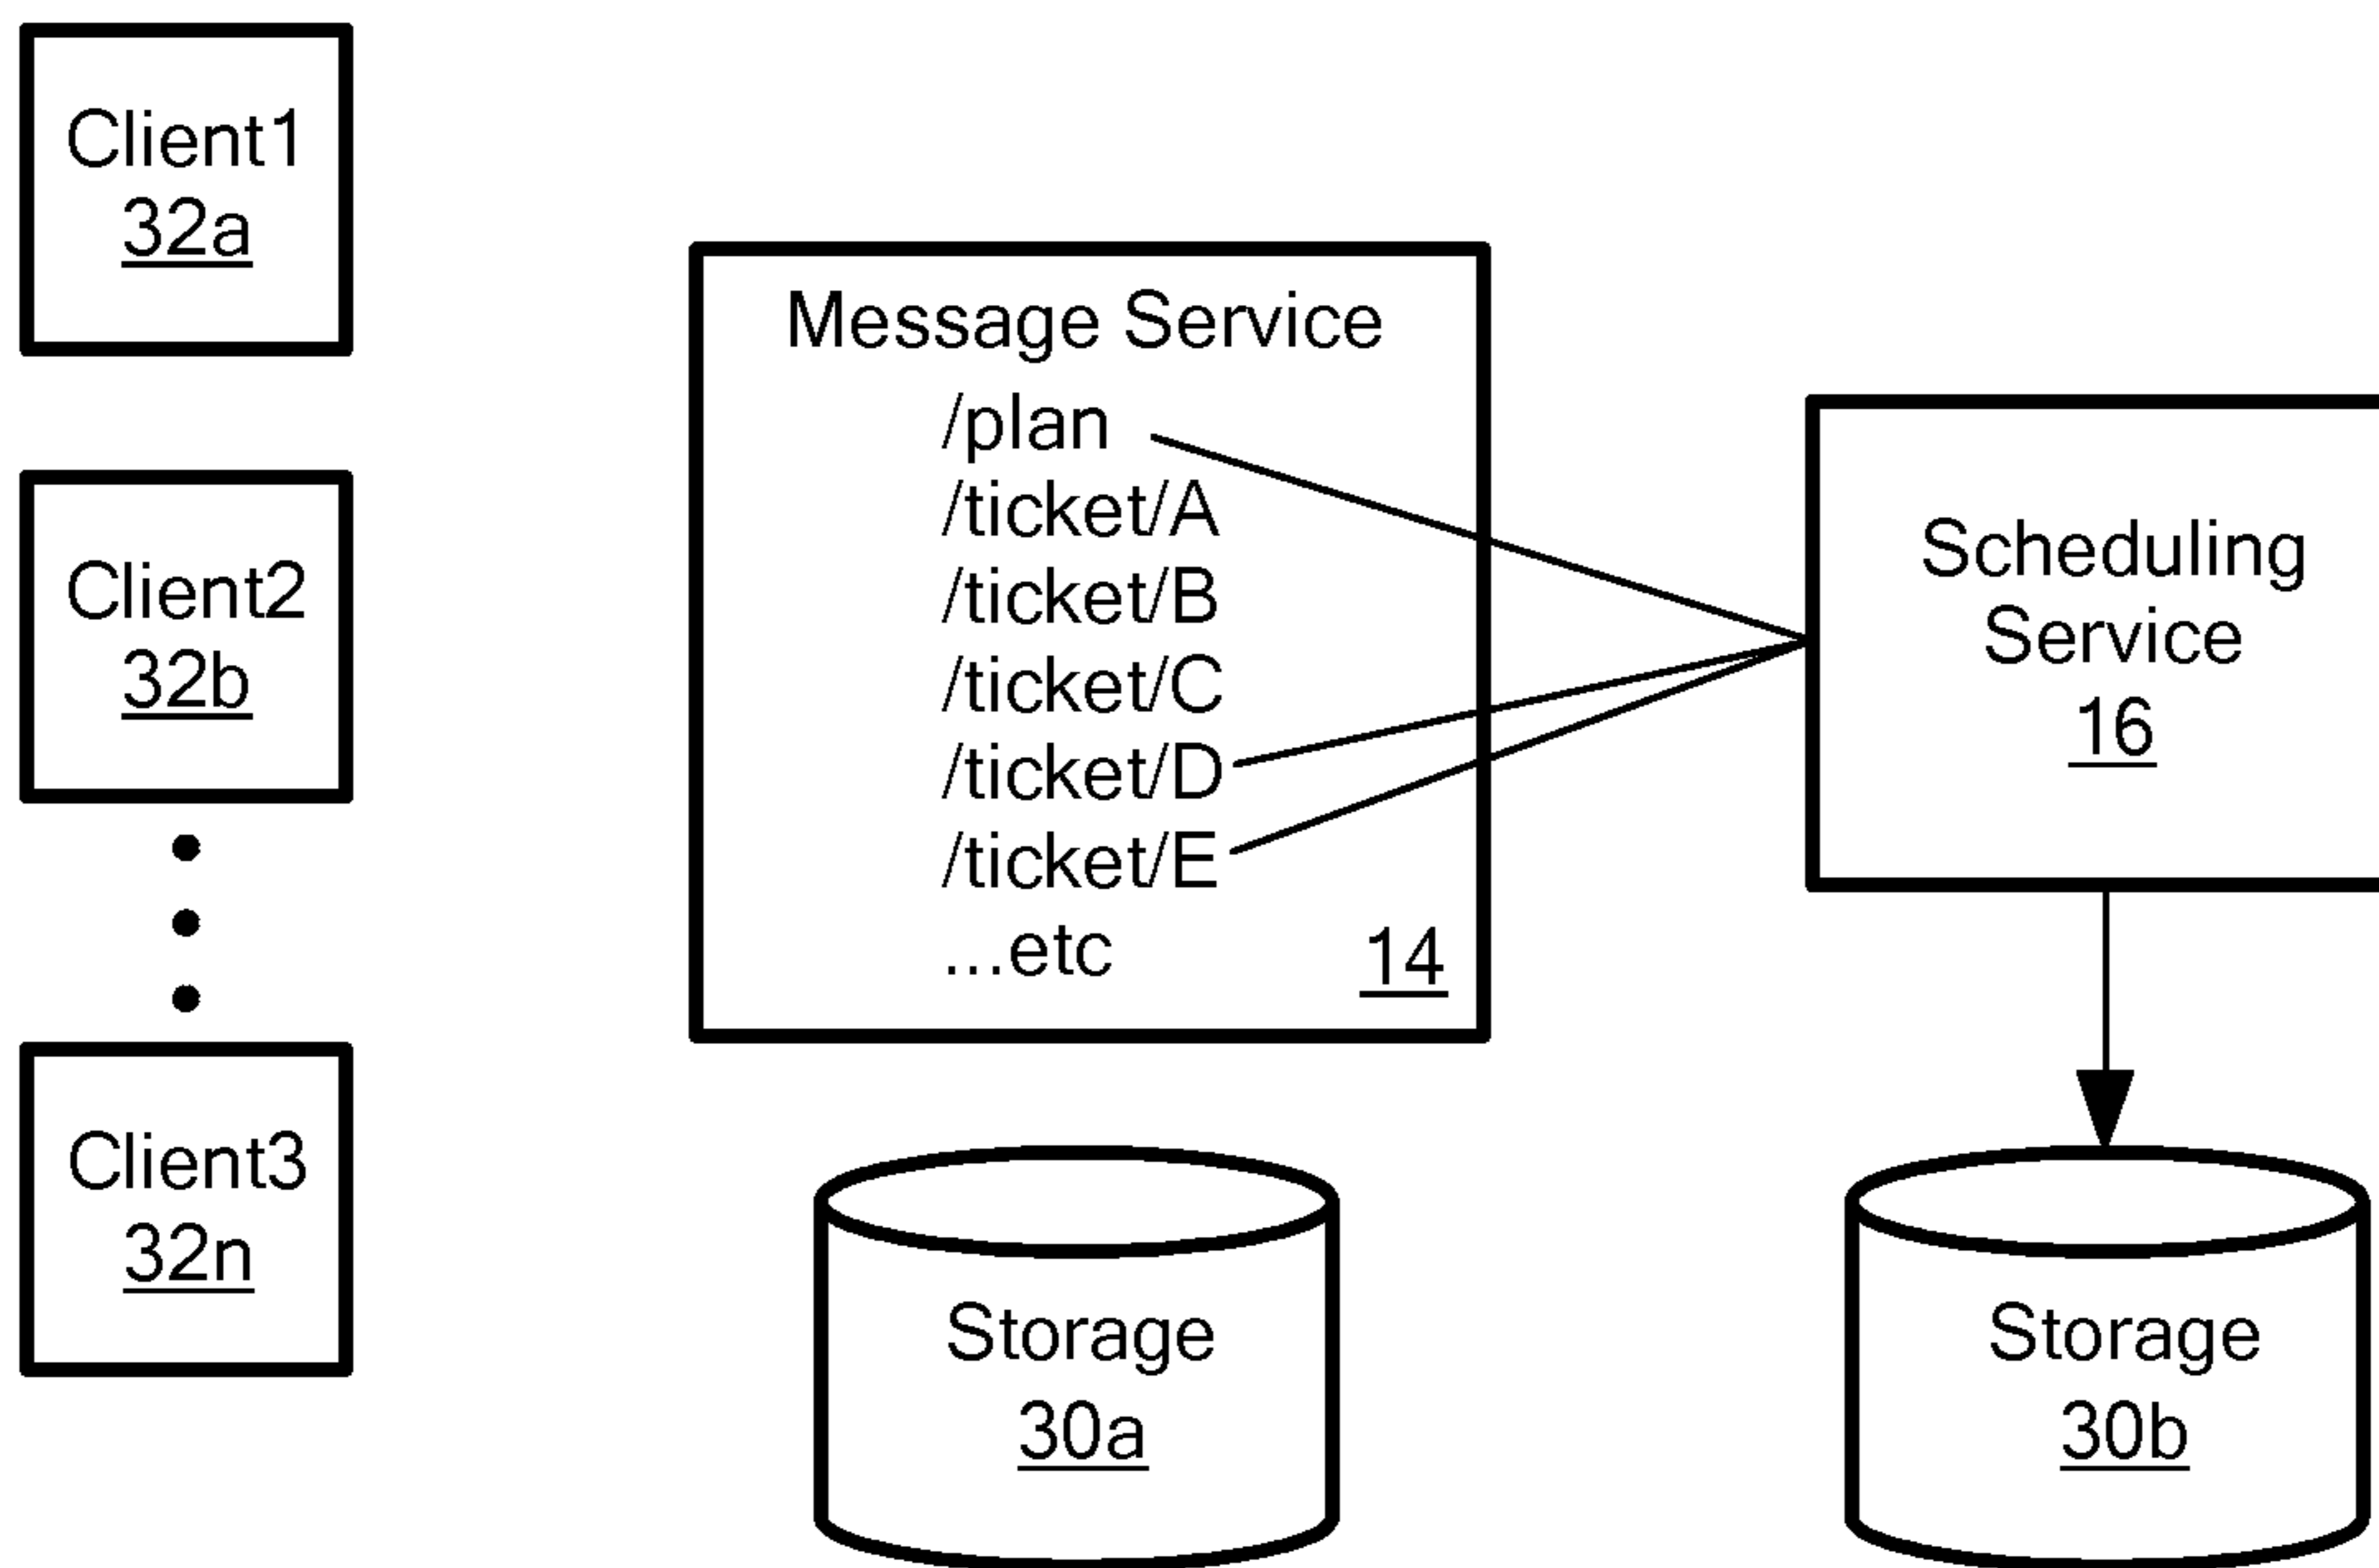 Client1
32a
Client2
32b
Client3
32n
Message Service
/plan
/ticket/A
/ticket/B
/ticket/C
/ticket/D
/ticket/E
...etc
14
Storage
30a
Scheduling
Service
16
Storage
30b